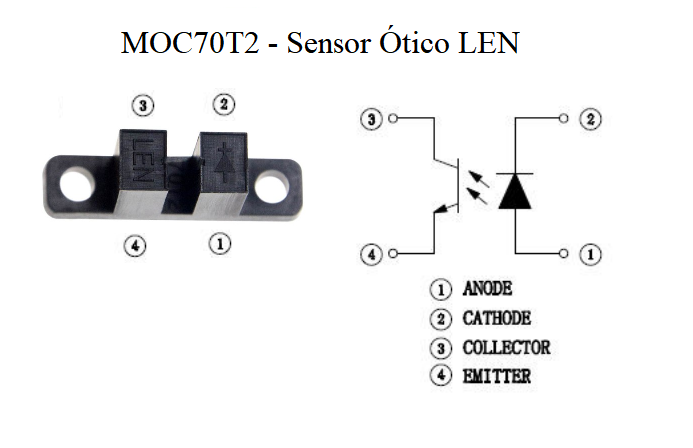 MOC70T2 - Sensor Ótico LEN
③ ②
LEN
④ ①
③ ②
④ ①
① ANODE
② CATHODE
③ COLLECTOR
④ EMITTER